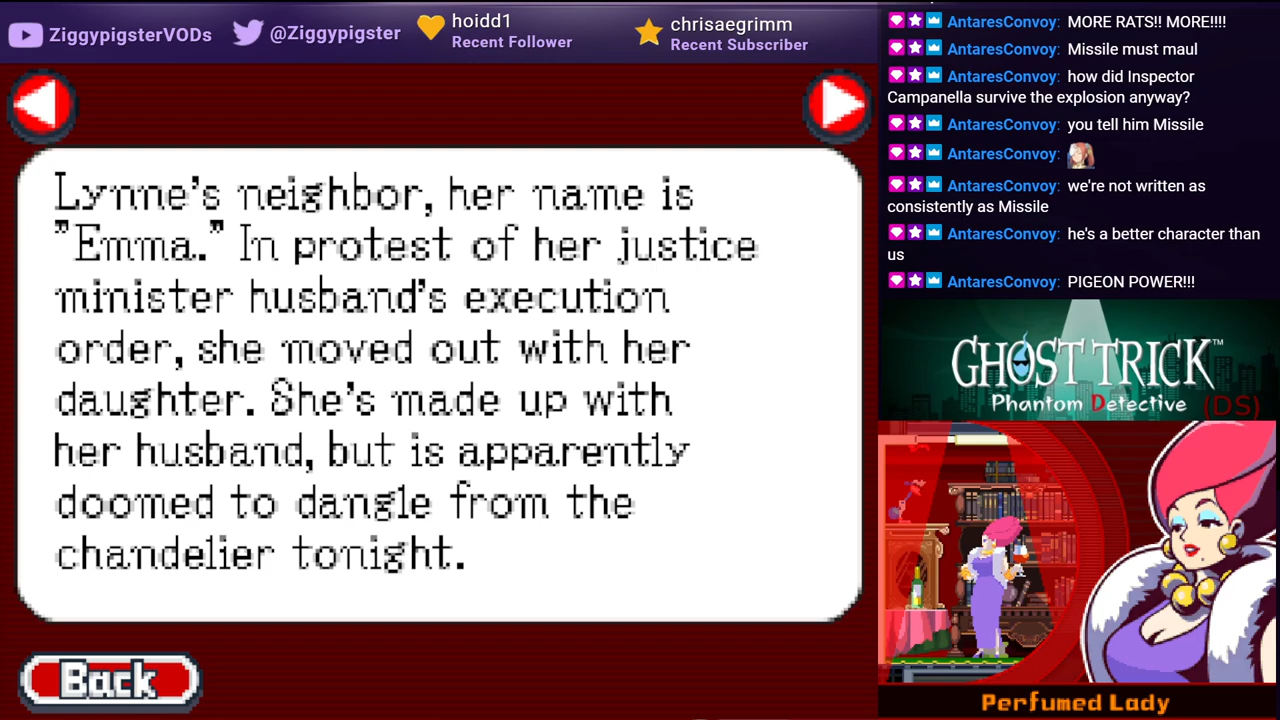 ZiggypigsterVODs
@Ziggypigster
hoidd1
Recent Follower
chrisaegrimm
Recent Subscriber
Lynne's neighbor, her name is
"Emma." In protest of her justice
minister husband's execution
order, she moved out with her
daughter. She's made up with
her husband, but is apparently
doomed to dangle from the
chandelier tonight.
Back
AntaresConvoy: MORE RATS!! MORE!!!!
AntaresConvoy: Missile must maul
AntaresConvoy: how did Inspector
Campanella survive the explosion anyway?
AntaresConvoy: you tell him Missile
AntaresConvoy:
AntaresConvoy: we're not written as
consistently as Missile
AntaresConvoy: he's a better character than
us
AntaresConvoy: PIGEON POWER!!!
GHOST TRICK™
Phantom Detective (DS)
Perfumed Lady